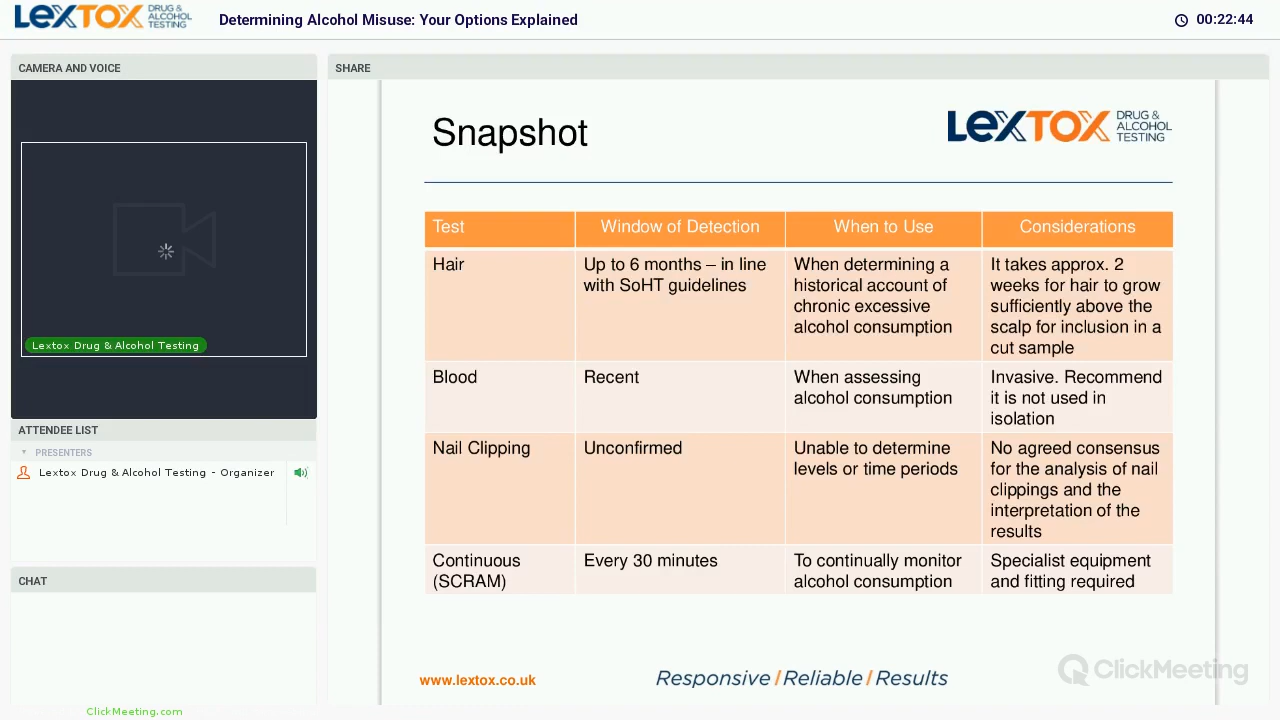 LEXTOX DRUG & ALCOHOL TESTING
Determining Alcohol Misuse: Your Options Explained
00:22:44
CAMERA AND VOICE
Lextox Drug & Alcohol Testing
ATTENDEE LIST
PRESENTERS
Lextox Drug & Alcohol Testing - Organizer
CHAT
ClickMeeting.com
SHARE
Snapshot
LEXTOX DRUG & ALCOHOL TESTING
Test
Window of Detection
When to Use
Considerations
Hair
Up to 6 months – in line
with SoHT guidelines
When determining a
historical account of
chronic excessive
alcohol consumption
It takes approx. 2
weeks for hair to grow
sufficiently above the
scalp for inclusion in a
cut sample
Blood
Recent
When assessing
alcohol consumption
Invasive. Recommend
it is not used in
isolation
Nail Clipping
Unconfirmed
Unable to determine
levels or time periods
No agreed consensus
for the analysis of nail
clippings and the
interpretation of the
results
Continuous
(SCRAM)
Every 30 minutes
To continually monitor
alcohol consumption
Specialist equipment
and fitting required
www.lextox.co.uk
Responsive / Reliable / Results
ClickMeeting